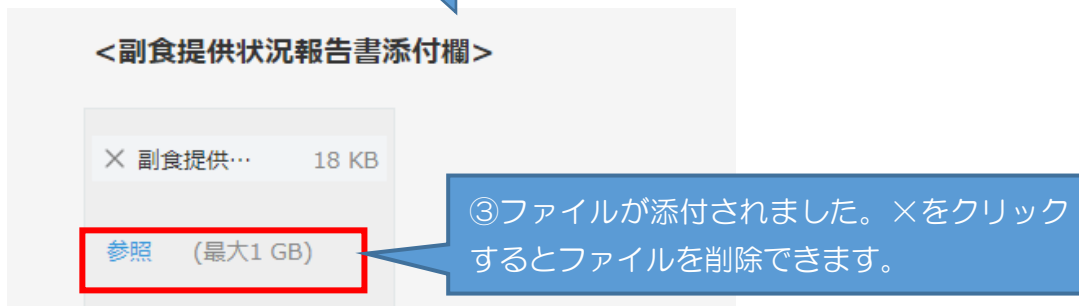 <副食提供状況報告書添付欄>
× 副食提供… 18 KB
参照 (最大1 GB)
③ファイルが添付されました。×をクリック
するとファイルを削除できます。